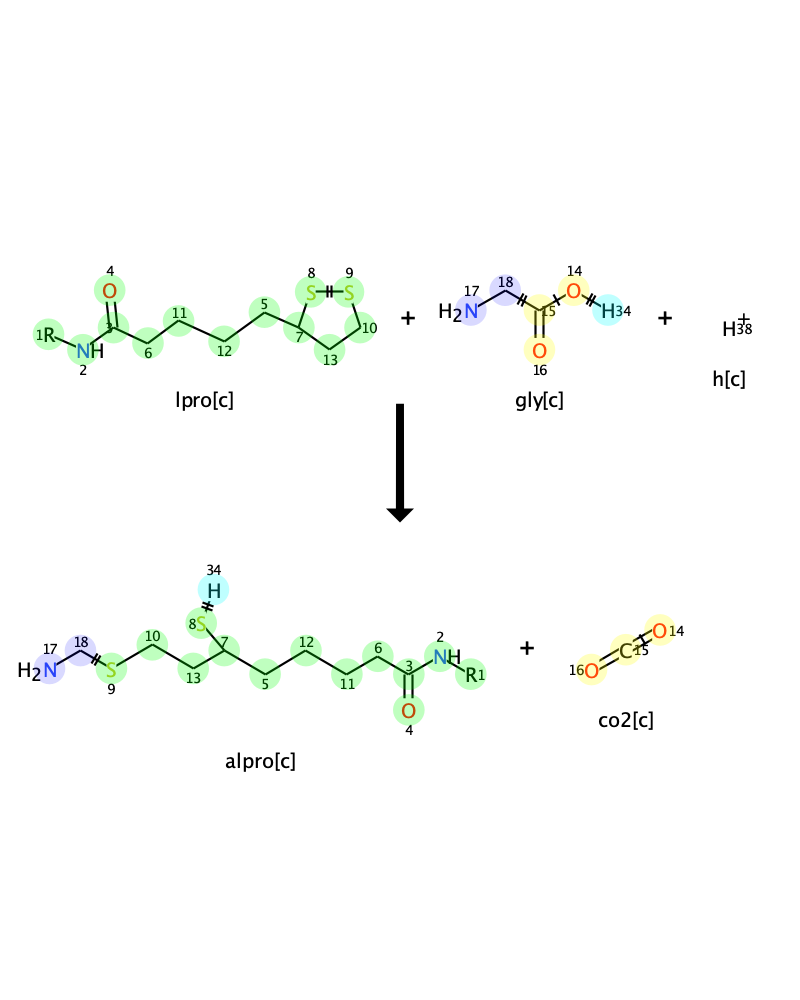 4 8 9 14
O S S 17 18 O
1R 3 11 5 H₂N 15 H34
NH 6 12 7 10 + O + H⁺38
2 13 16
lpro[c] gly[c] h[c]
34
H
17 18 10 8S 7 12 6 2 O14
H₂N S 13 5 11 3 NH + 16O C15
9 O R1
4
alpro[c] co2[c]